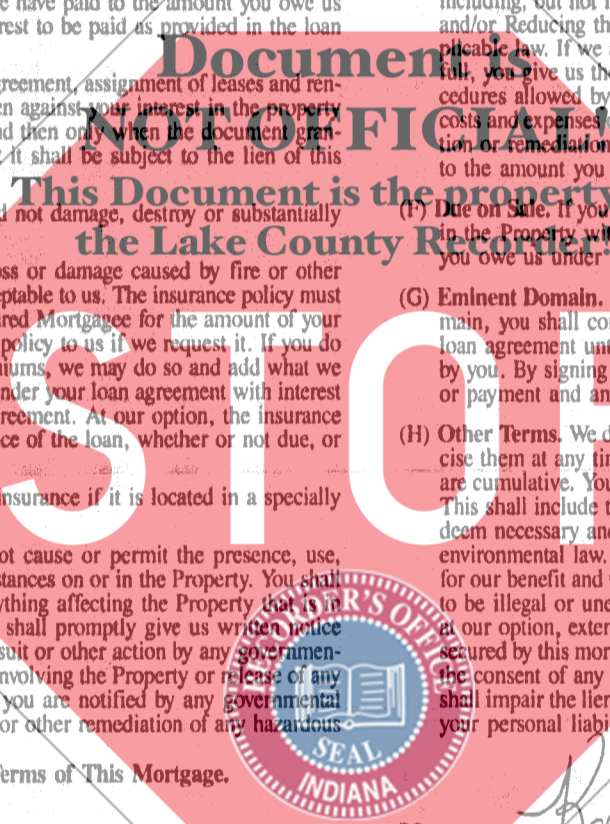 have paid to the amount you owe us
rest to be paid as provided in the loan
reement, assignment of leases and ren-
en against your interest in the property
d then only when the document gran-
it shall be subject to the lien of this
not damage, destroy or substantially
oss or damage caused by fire or other
eptable to us. The insurance policy must
red Mortgagee for the amount of your
policy to us if we request it. If you do
iums, we may do so and add what we
nder your loan agreement with interest
reement. At our option, the insurance
ce of the loan, whether or not due, or
insurance if it is located in a specially
ot cause or permit the presence, use,
stances on or in the Property. You shall
ything affecting the Property that is in
shall promptly give us written notice
suit or other action by any governmen-
nvolving the Property or release of any
you are notified by any governmental
or other remediation of any hazardous
Terms of This Mortgage.
including, but not l
and/or Reducing th
plicable law. If we
full, you give us the
cedures allowed by
costs and expenses
tion or remediation
to the amount you
(F) Due on Sale. If you
in the Property wi
you owe us under
(G) Eminent Domain.
main, you shall co
loan agreement unt
by you. By signing
or payment and an
(H) Other Terms. We d
cise them at any tim
are cumulative. You
This shall include t
deem necessary and
environmental law.
for our benefit and
to be illegal or une
at our option, exten
secured by this mor
the consent of any
shall impair the lien
your personal liabi
Document is
NOT OFFICIAL!
This Document is the property
the Lake County Recorder!
STOP
RECORDER'S OFFICE
SEAL
INDIANA